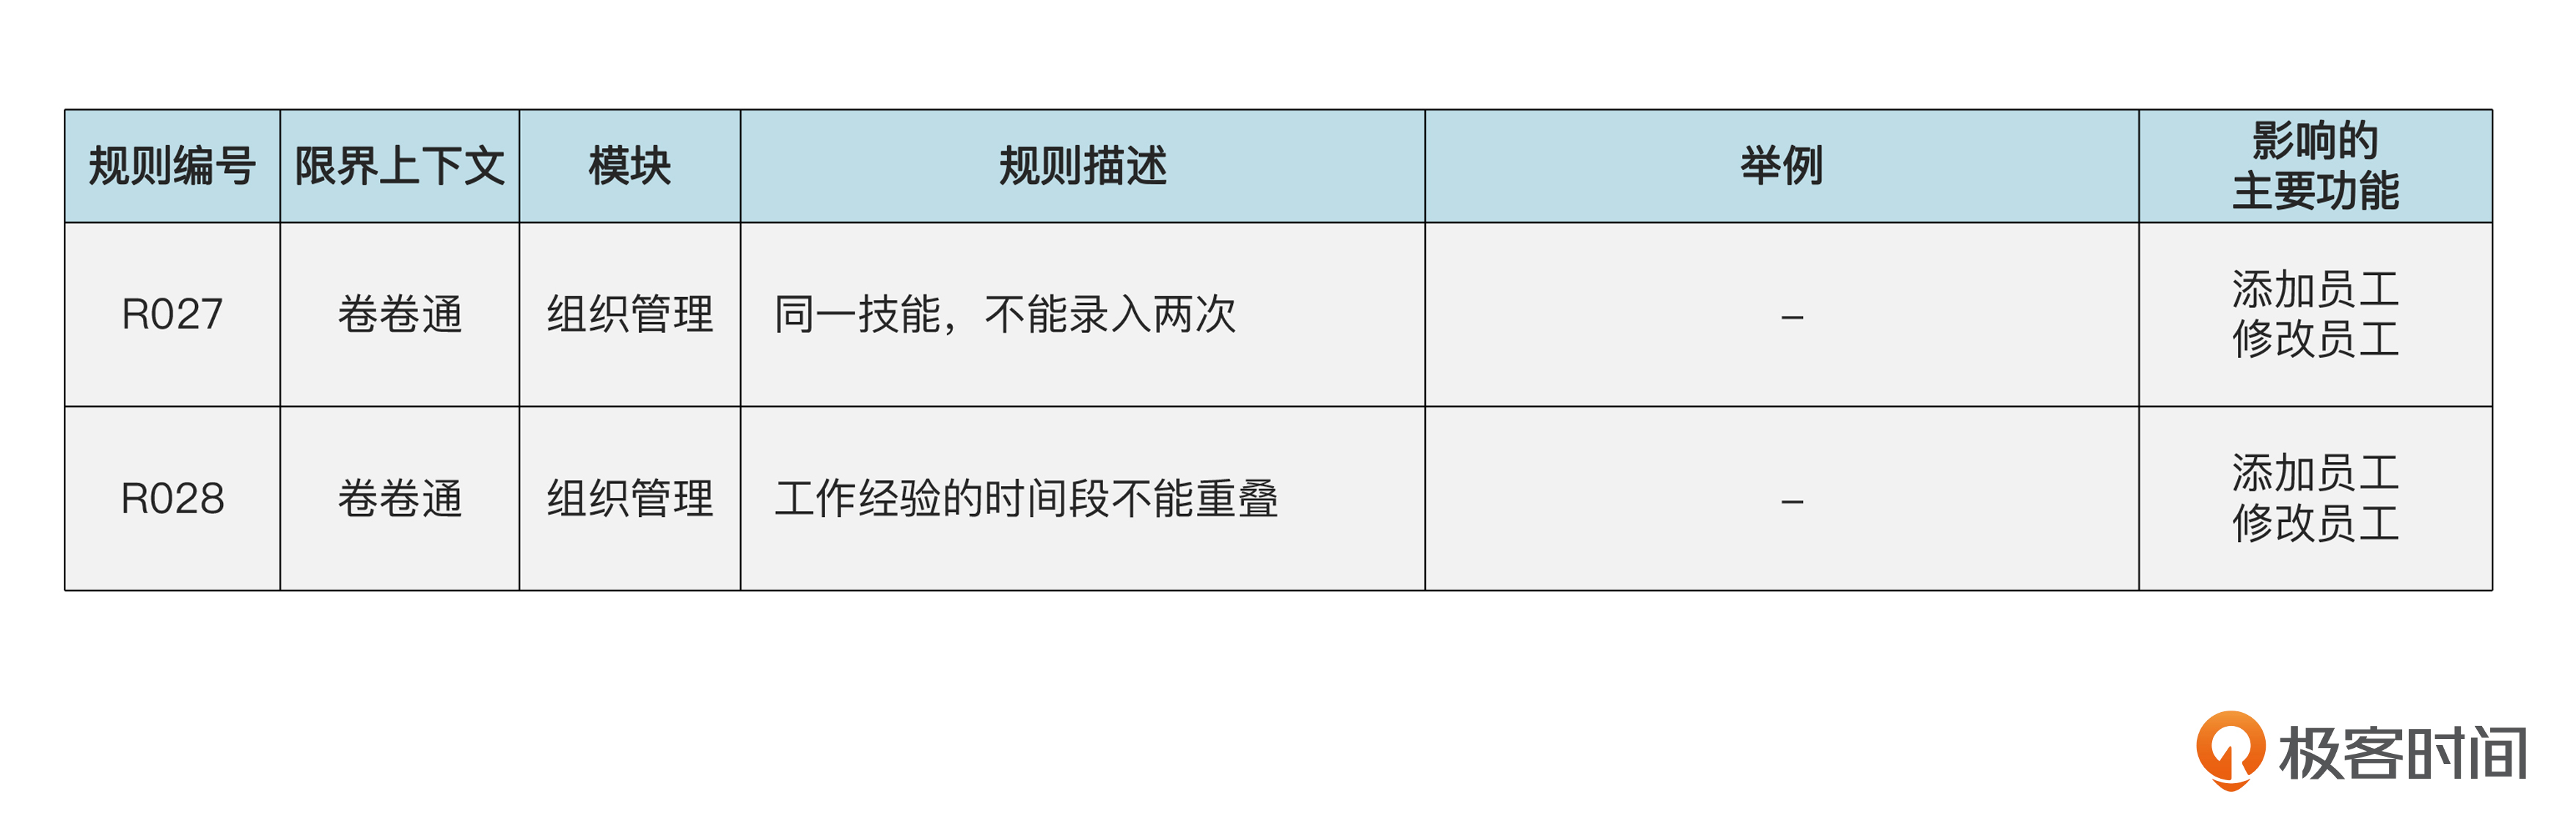 规则编号 限界上下文 模块 规则描述 举例 影响的
主要功能
R027 卷卷通 组织管理 同一技能，不能录入两次 – 添加员工
修改员工
R028 卷卷通 组织管理 工作经验的时间段不能重叠 – 添加员工
修改员工
极客时间